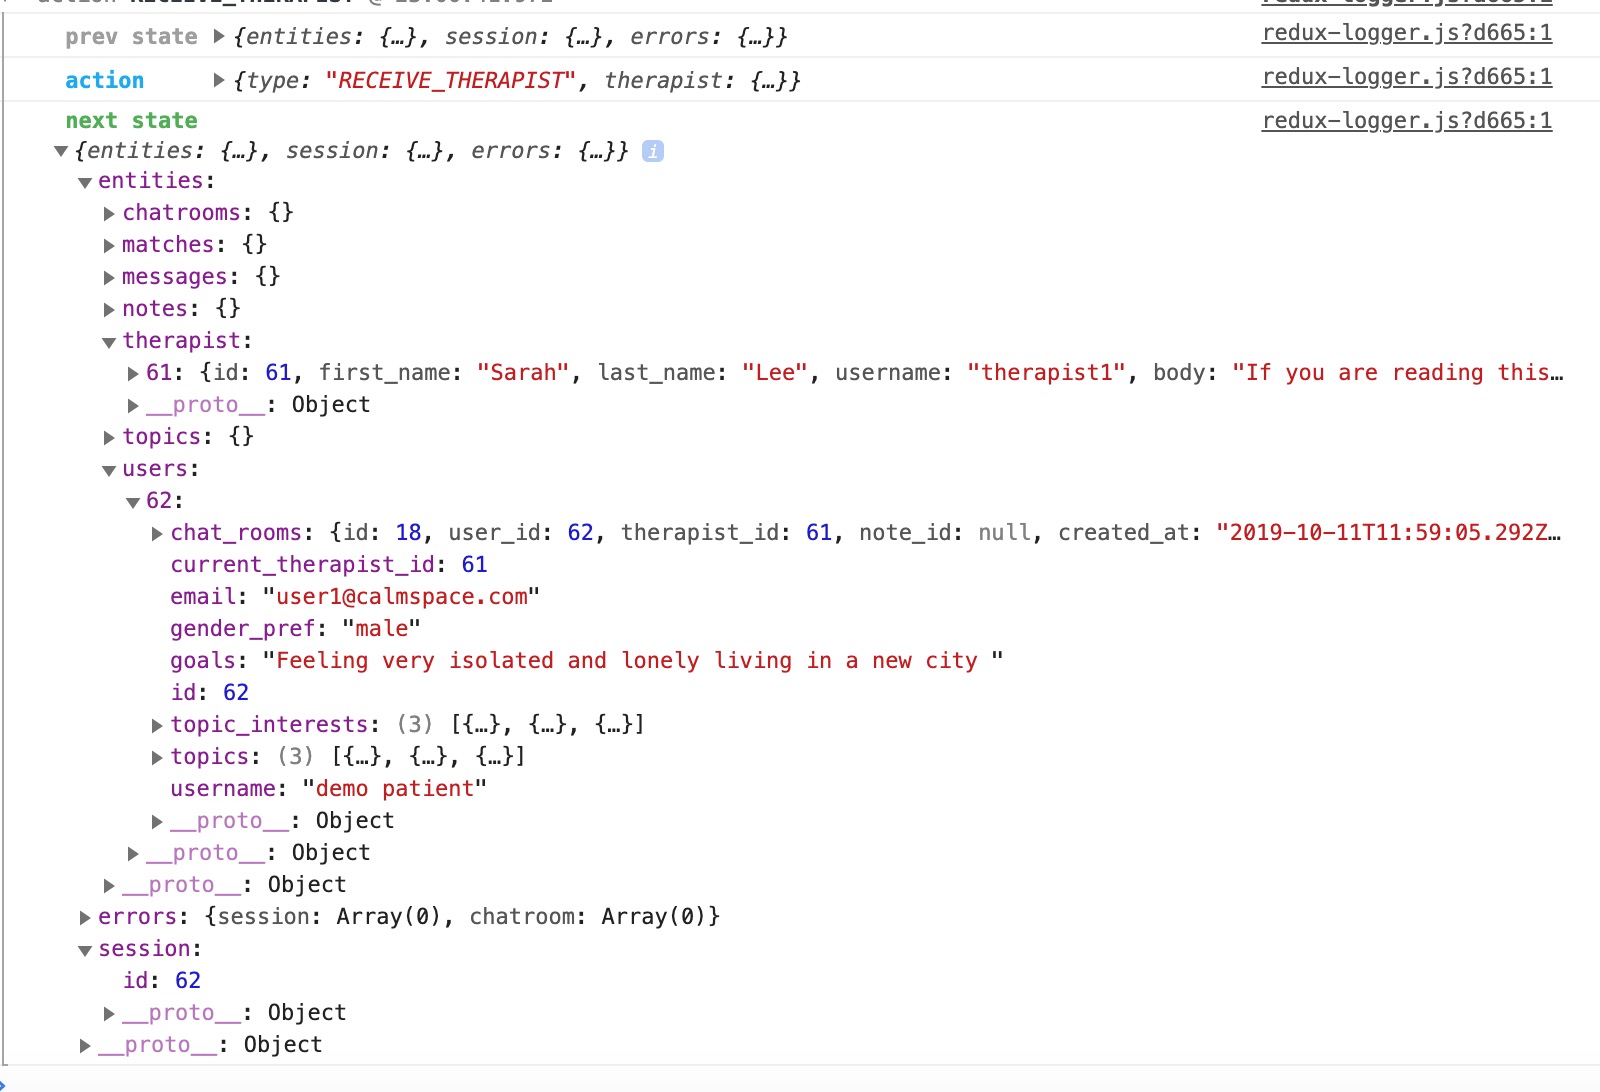 action RECEIVE_THERAPIST @ redux-logger.js?d665:1
prev state {entities: {…}, session: {…}, errors: {…}} redux-logger.js?d665:1
action {type: "RECEIVE_THERAPIST", therapist: {…}} redux-logger.js?d665:1
next state redux-logger.js?d665:1
{entities: {…}, session: {…}, errors: {…}} i
entities:
chatrooms: {}
matches: {}
messages: {}
notes: {}
therapist:
61: {id: 61, first_name: "Sarah", last_name: "Lee", username: "therapist1", body: "If you are reading this…
__proto__: Object
topics: {}
users:
62:
chat_rooms: {id: 18, user_id: 62, therapist_id: 61, note_id: null, created_at: "2019-10-11T11:59:05.292Z…
current_therapist_id: 61
email: "user1@calmspace.com"
gender_pref: "male"
goals: "Feeling very isolated and lonely living in a new city "
id: 62
topic_interests: (3) [{…}, {…}, {…}]
topics: (3) [{…}, {…}, {…}]
username: "demo patient"
__proto__: Object
__proto__: Object
__proto__: Object
errors: {session: Array(0), chatroom: Array(0)}
session:
id: 62
__proto__: Object
__proto__: Object